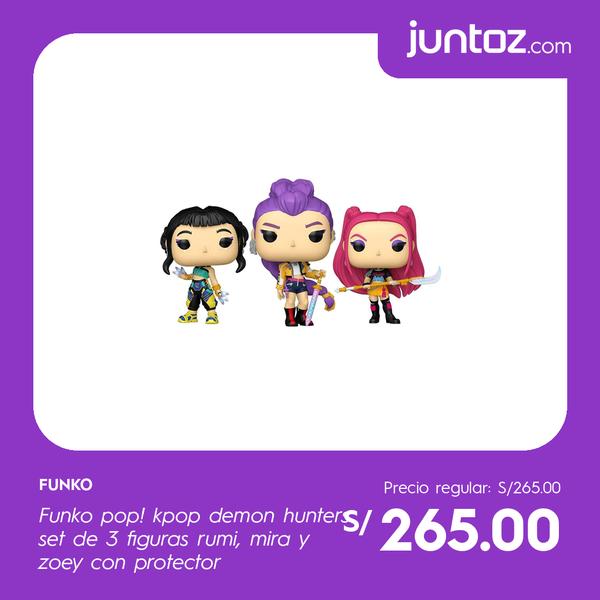 juntoz.com
FUNKO
Funko pop! kpop demon hunters
set de 3 figuras rumi, mira y
zoey con protector
Precio regular: S/265.00
S/ 265.00